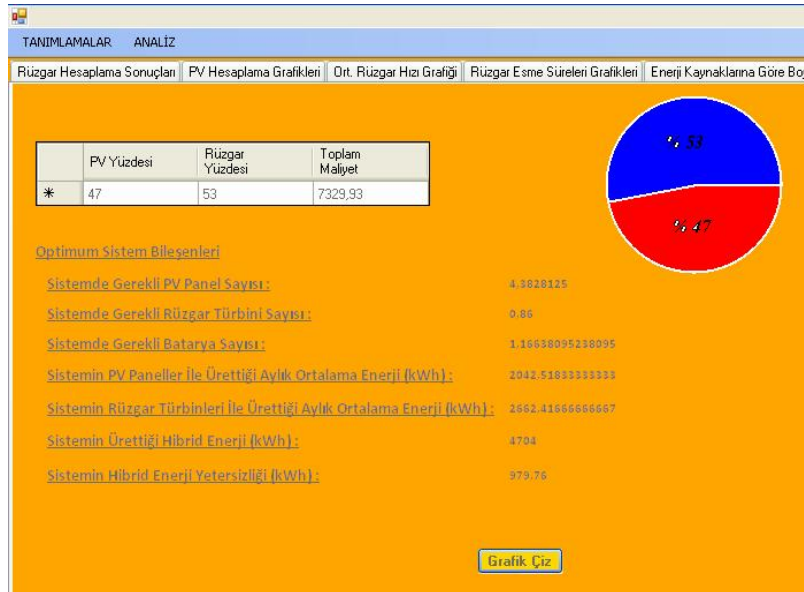 TANIMLAMALAR ANALİZ
Rüzgar Hesaplama Sonuçları PV Hesaplama Grafikleri Ort. Rüzgar Hızı Grafiği Rüzgar Esme Süreleri Grafikleri Enerji Kaynaklarına Göre Boy
PV Yüzdesi Rüzgar Yüzdesi Toplam Maliyet
* 47 53 7329,93
% 53
% 47
Optimum Sistem Bileşenleri
Sistemde Gerekli PV Panel Sayısı : 4,3828125
Sistemde Gerekli Rüzgar Türbini Sayısı : 0.86
Sistemde Gerekli Batarya Sayısı : 1.16638095238095
Sistemin PV Paneller İle Ürettiği Aylık Ortalama Enerji (kWh) : 2042.51833333333
Sistemin Rüzgar Türbinleri İle Ürettiği Aylık Ortalama Enerji (kWh) : 2662.41666666667
Sistemin Ürettiği Hibrid Enerji (kWh) : 4704
Sistemin Hibrid Enerji Yetersizliği (kWh) : 979.76
Grafik Çiz